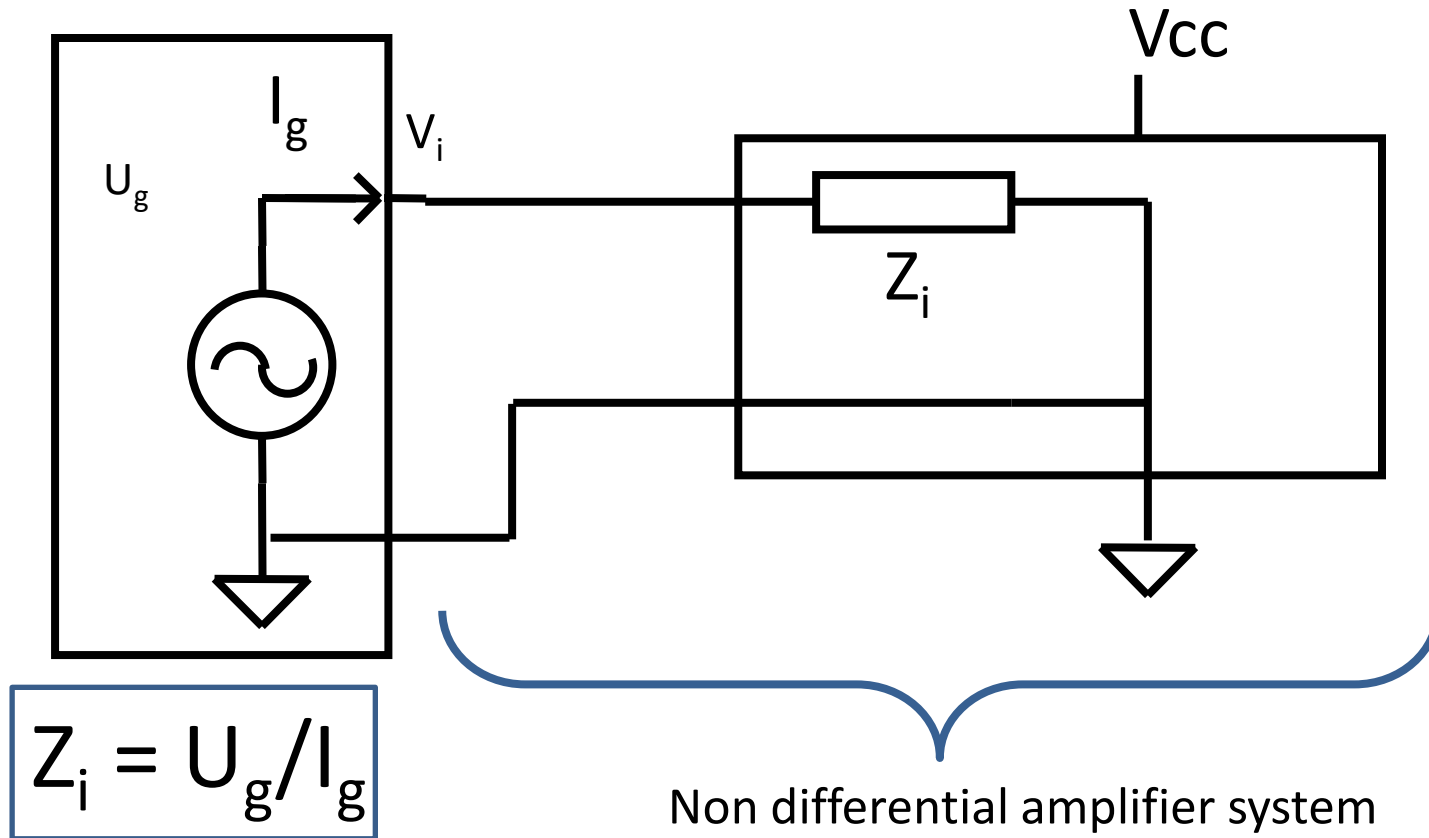 Vcc
Ig
Vi
Ug
Zi
Zi = Ug/Ig
Non differential amplifier system